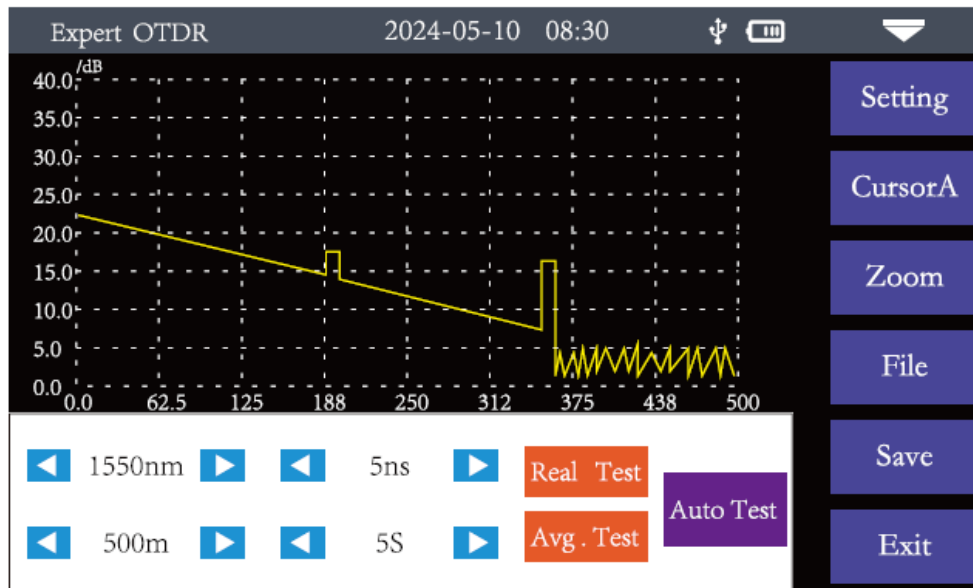 Expert OTDR 2024-05-10 08:30
/dB
40.0
35.0
30.0
25.0
20.0
15.0
10.0
5.0
0.0
0.0 62.5 125 188 250 312 375 438 500
Setting
CursorA
Zoom
File
Save
Exit
1550nm 5ns
500m 5S
Real Test
Avg . Test
Auto Test